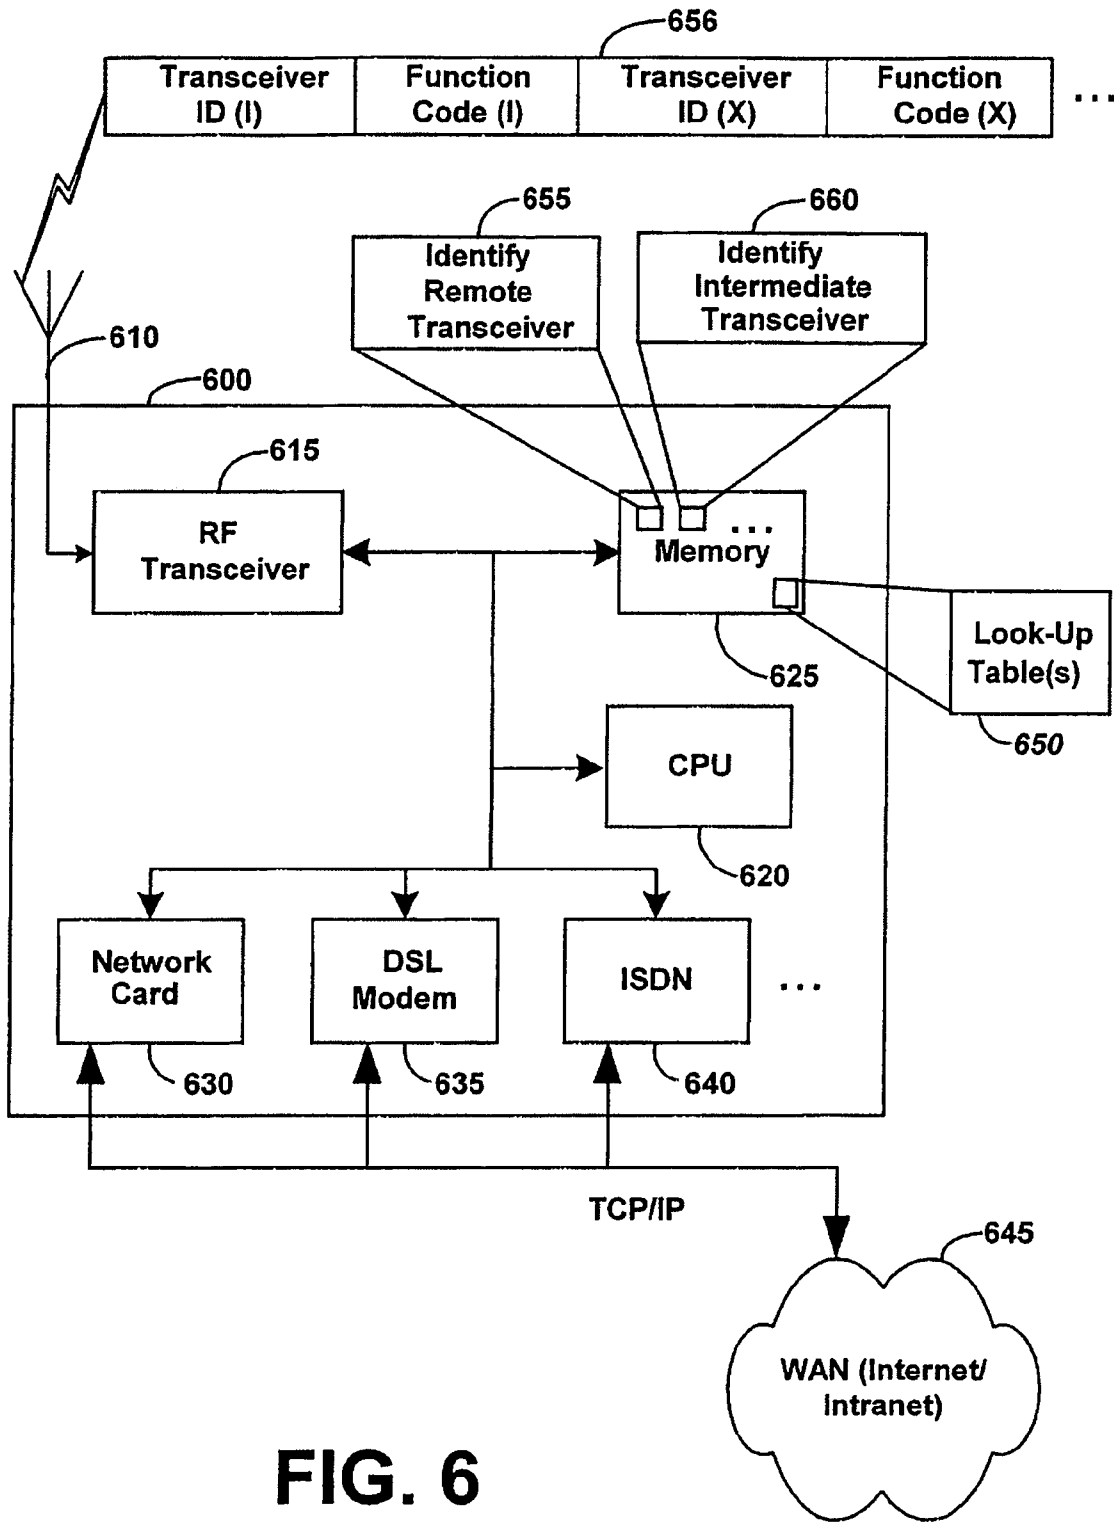 656
Transceiver
ID (I)
Function
Code (I)
Transceiver
ID (X)
Function
Code (X)
...
655
660
Identify
Remote
Transceiver
Identify
Intermediate
Transceiver
610
600
615
RF
Transceiver
...
Memory
625
Look-Up
Table(s)
650
CPU
620
Network
Card
DSL
Modem
ISDN
...
630
635
640
TCP/IP
645
WAN (Internet/
Intranet)
FIG. 6